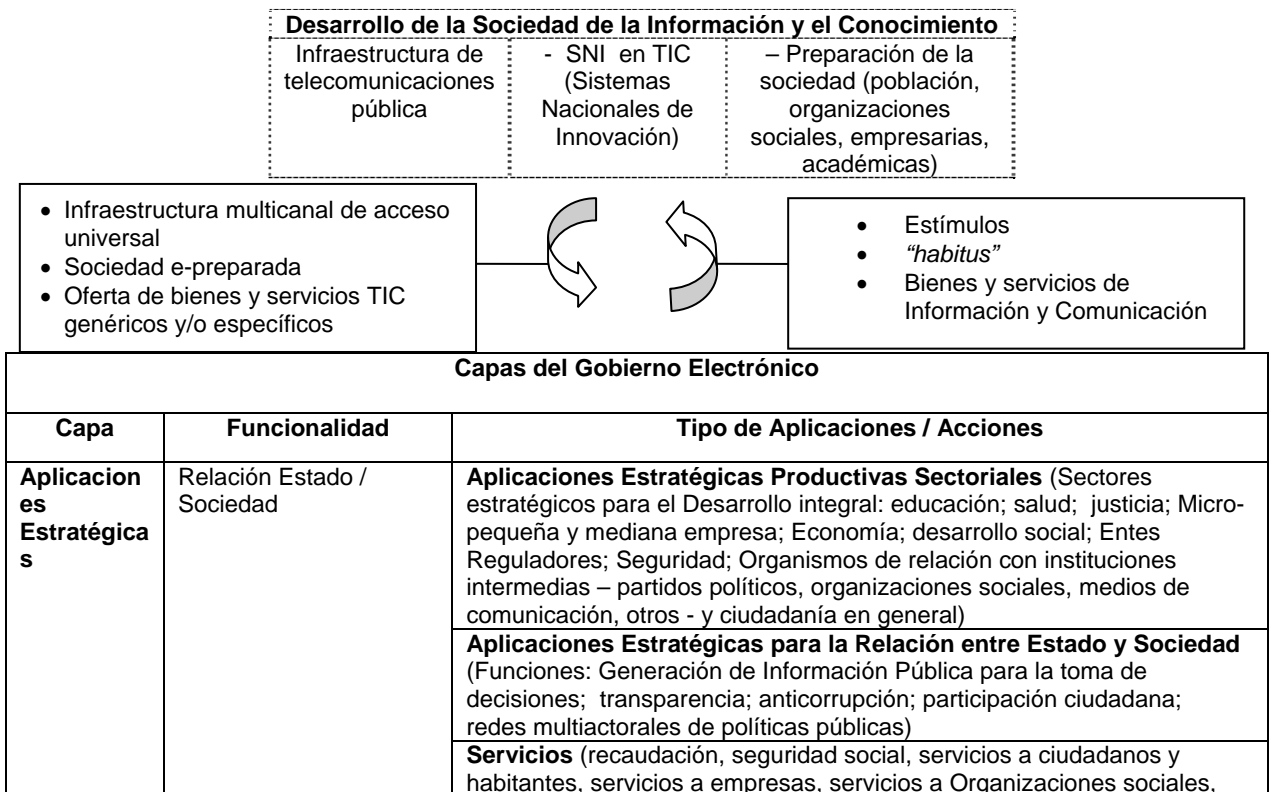 Desarrollo de la Sociedad de la Información y el Conocimiento
Infraestructura de
telecomunicaciones
pública
- SNI en TIC
(Sistemas
Nacionales de
Innovación)
– Preparación de la
sociedad (población,
organizaciones
sociales, empresarias,
académicas)
• Infraestructura multicanal de acceso
universal
• Sociedad e-preparada
• Oferta de bienes y servicios TIC
genéricos y/o específicos
• Estímulos
• "habitus"
• Bienes y servicios de
Información y Comunicación
Capas del Gobierno Electrónico
Capa
Funcionalidad
Tipo de Aplicaciones / Acciones
Aplicacion
es
Estratégica
s
Relación Estado /
Sociedad
Aplicaciones Estratégicas Productivas Sectoriales (Sectores
estratégicos para el Desarrollo integral: educación; salud; justicia; Micro-
pequeña y mediana empresa; Economía; desarrollo social; Entes
Reguladores; Seguridad; Organismos de relación con instituciones
intermedias – partidos políticos, organizaciones sociales, medios de
comunicación, otros - y ciudadanía en general)
Aplicaciones Estratégicas para la Relación entre Estado y Sociedad
(Funciones: Generación de Información Pública para la toma de
decisiones; transparencia; anticorrupción; participación ciudadana;
redes multiactorales de políticas públicas)
Servicios (recaudación, seguridad social, servicios a ciudadanos y
habitantes, servicios a empresas, servicios a Organizaciones sociales,